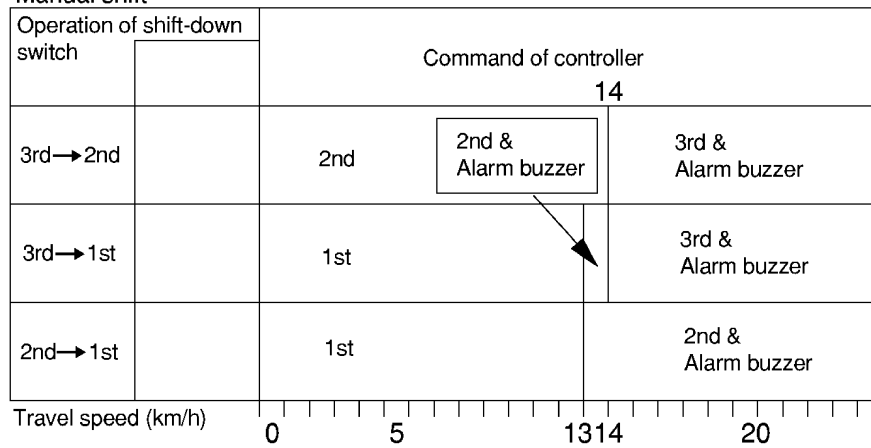 Manual shift
Operation of shift-down
switch
Command of controller
14
3rd→2nd
2nd
2nd &
Alarm buzzer
3rd &
Alarm buzzer
3rd→1st
1st
3rd &
Alarm buzzer
2nd→1st
1st
2nd &
Alarm buzzer
Travel speed (km/h)
0 5 1314 20